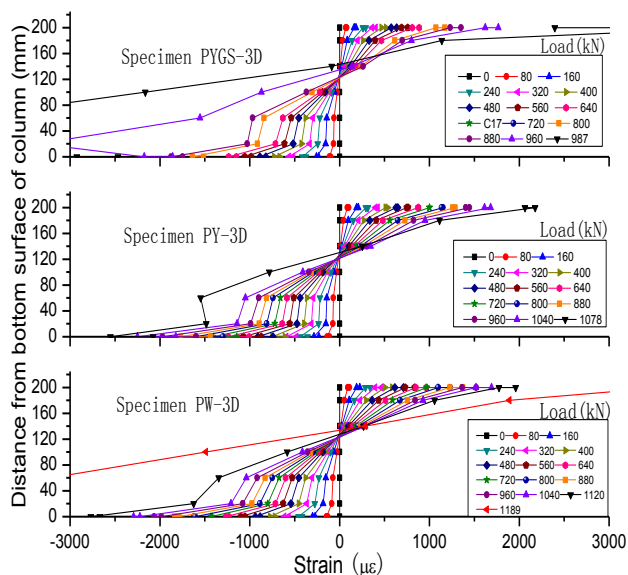 Distance from bottom surface of column (mm)
200
160
120
80
40
0
Specimen PYGS-3D
Load(kN)
0 80 160
240 320 400
480 560 640
C17 720 800
880 960 987
200
160
120
80
40
0
Specimen PY-3D
Load(kN)
0 80 160
240 320 400
480 560 640
720 800 880
960 1040 1078
200
160
120
80
40
0
Specimen PW-3D
Load(kN)
0 80 160
240 320 400
480 560 640
720 800 880
960 1040 1120
1189
-3000 -2000 -1000 0 1000 2000 3000
Strain (με)